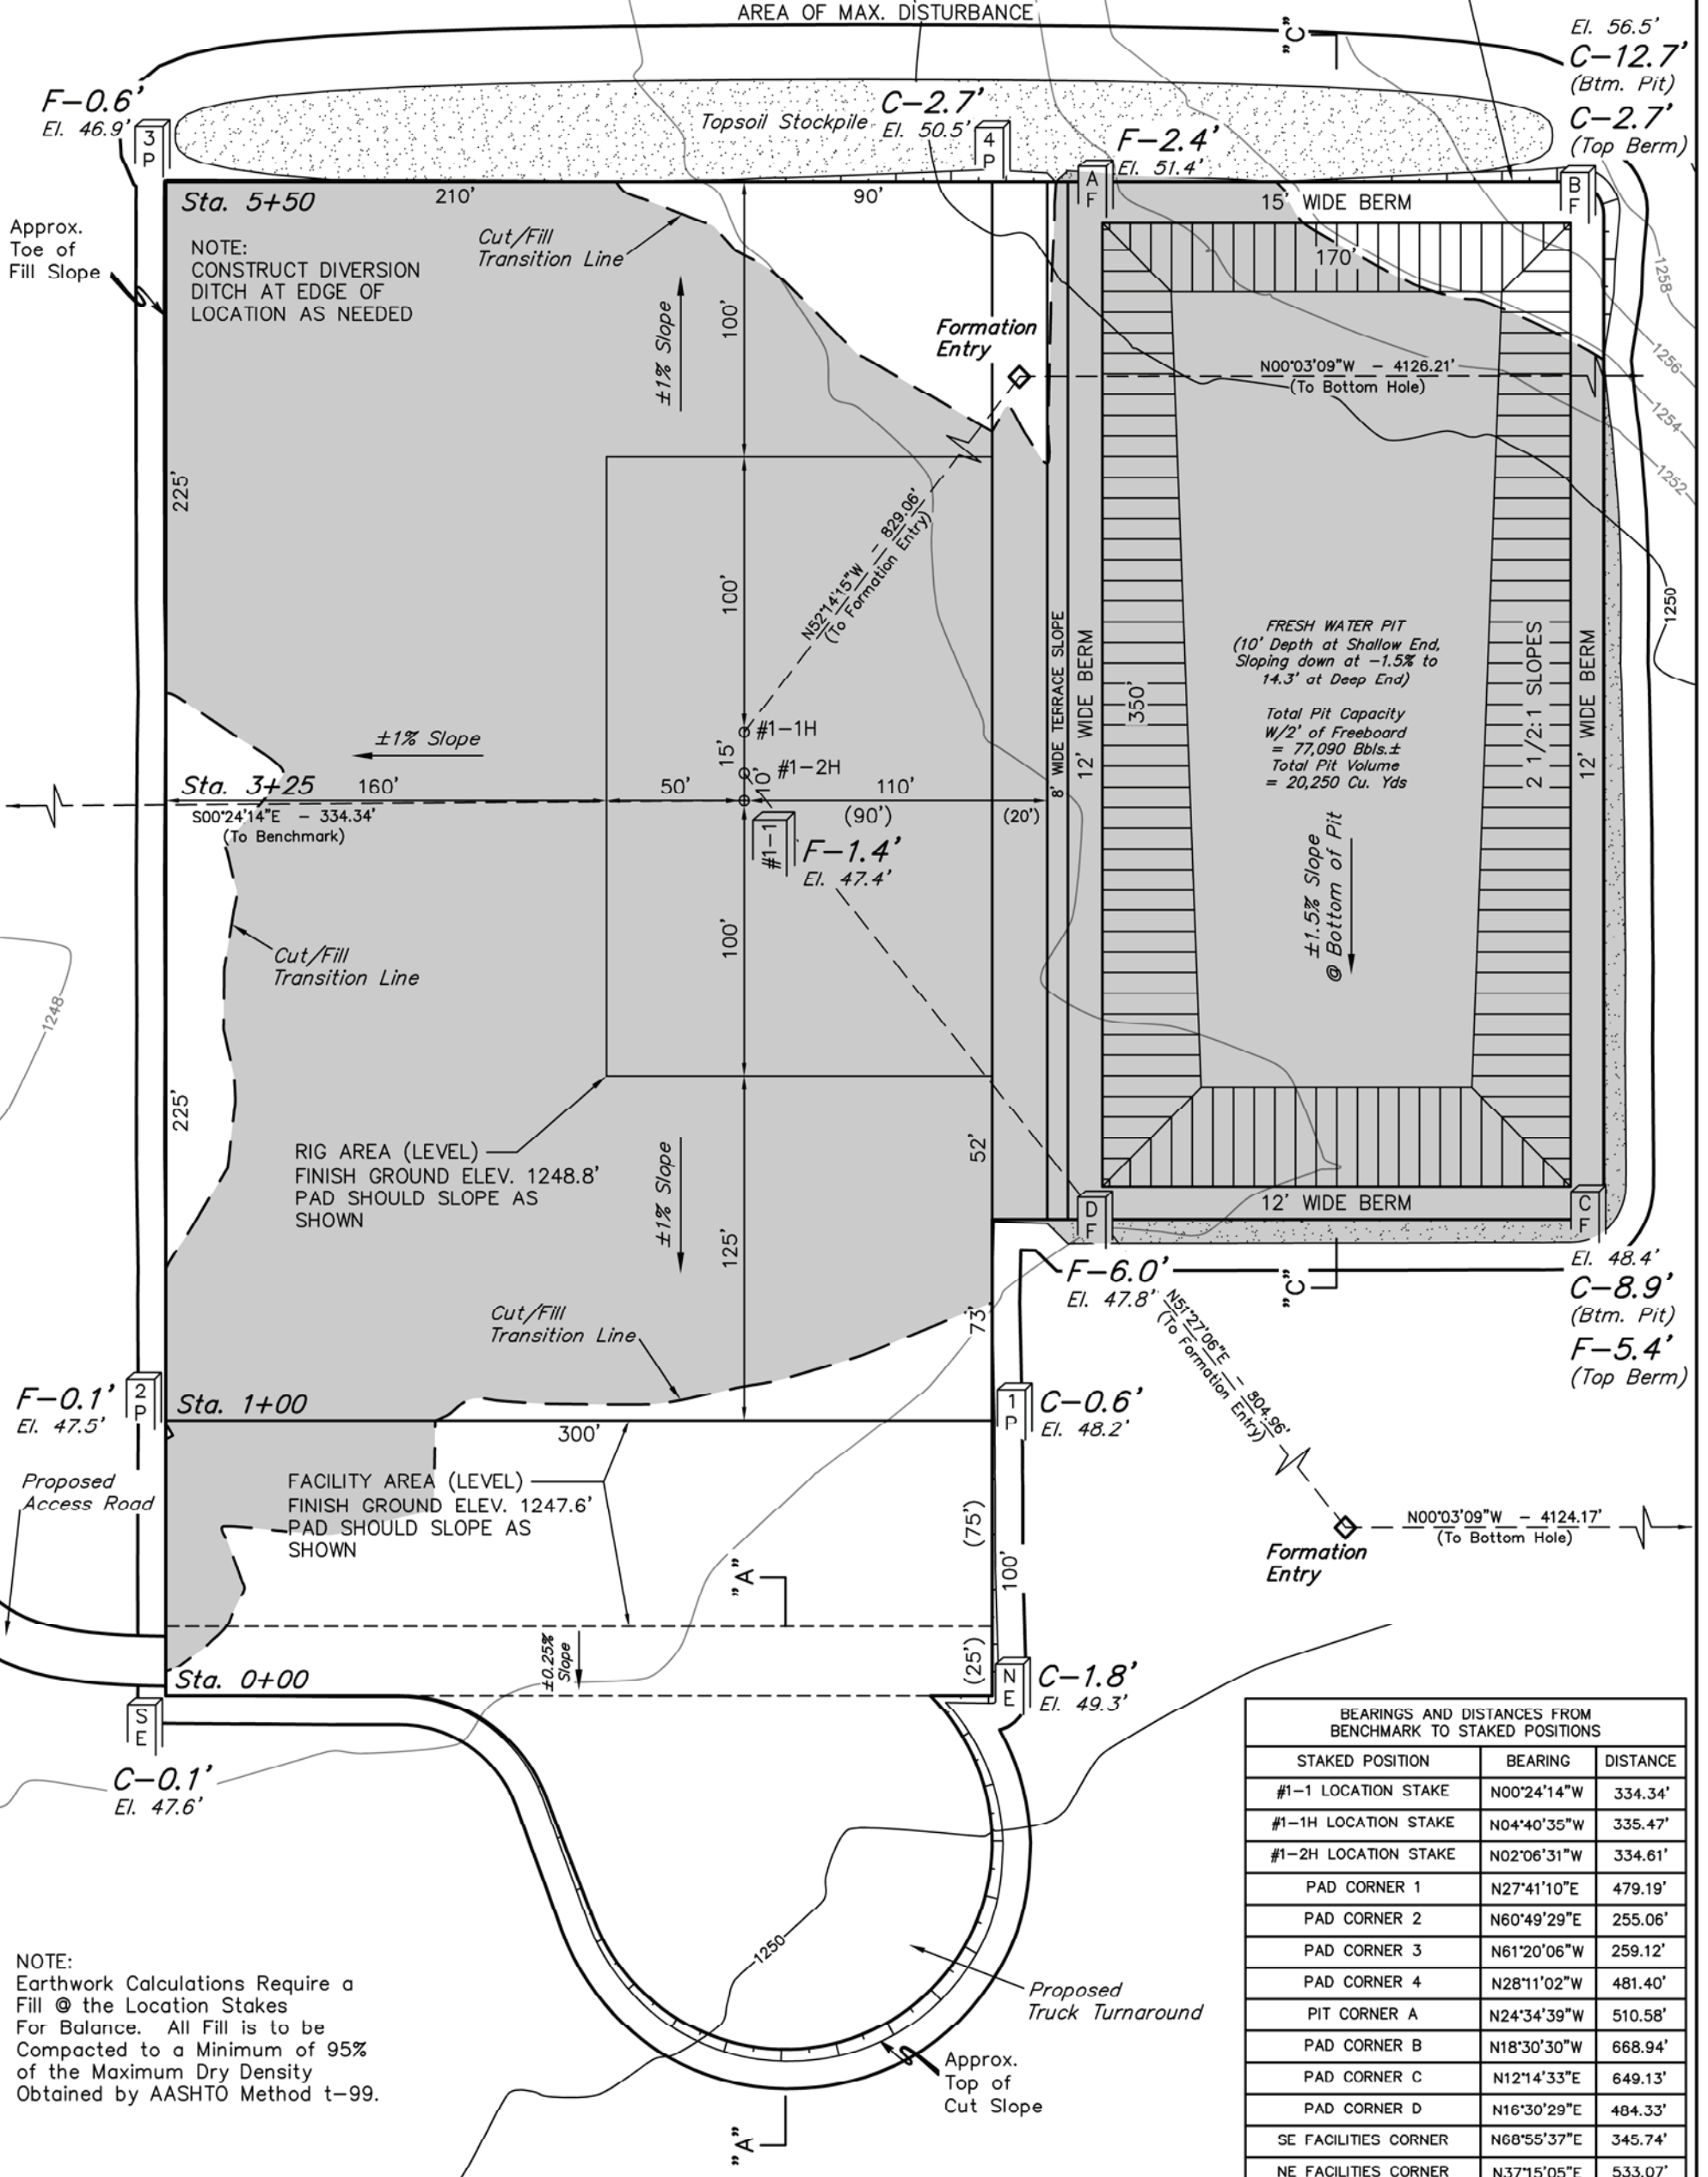 AREA OF MAX. DISTURBANCE
"C"
El. 56.5'
C-12.7'
(Btm. Pit)
C-2.7'
(Top Berm)
F-0.6'
El. 46.9'
3
P
Topsoil Stockpile
C-2.7'
El. 50.5'
4
P
F-2.4'
El. 51.4'
A
F
B
F
Sta. 5+50
210'
90'
15' WIDE BERM
170'
Approx.
Toe of
Fill Slope
NOTE:
CONSTRUCT DIVERSION
DITCH AT EDGE OF
LOCATION AS NEEDED
Cut/Fill
Transition Line
±1% Slope
100'
1258
1256
1254
1252
1250
Formation
Entry
N00°03'09"W - 4126.21'
(To Bottom Hole)
225'
100'
N52°14'15"W - 829.06'
(To Formation Entry)
8' WIDE TERRACE SLOPE
12' WIDE BERM
350'
FRESH WATER PIT
(10' Depth at Shallow End,
Sloping down at -1.5% to
14.3' at Deep End)
Total Pit Capacity
W/2' of Freeboard
= 77,090 Bbls.±
Total Pit Volume
= 20,250 Cu. Yds
2 1/2:1 SLOPES
12' WIDE BERM
±1% Slope
#1-1H
15'
#1-2H
10'
Sta. 3+25
160'
50'
110'
S00°24'14"E - 334.34'
(To Benchmark)
(90')
(20')
#1-1
F-1.4'
El. 47.4'
±1.5% Slope
@ Bottom of Pit
100'
Cut/Fill
Transition Line
1248
225'
RIG AREA (LEVEL)
FINISH GROUND ELEV. 1248.8'
PAD SHOULD SLOPE AS
SHOWN
±1% Slope
125'
52'
12' WIDE BERM
D
F
C
F
F-6.0'
El. 47.8'
"C"
El. 48.4'
C-8.9'
(Btm. Pit)
F-5.4'
(Top Berm)
Cut/Fill
Transition Line
73'
N51°27'06"E - 804.96'
(To Formation Entry)
F-0.1'
El. 47.5'
2
P
Sta. 1+00
300'
1
P
C-0.6'
El. 48.2'
Proposed
Access Road
FACILITY AREA (LEVEL)
FINISH GROUND ELEV. 1247.6'
PAD SHOULD SLOPE AS
SHOWN
(75')
100'
"A"
N00°03'09"W - 4124.17'
(To Bottom Hole)
Formation
Entry
±0.25%
Slope
(25')
Sta. 0+00
S
E
N
E
C-1.8'
El. 49.3'
C-0.1'
El. 47.6'
1250
Proposed
Truck Turnaround
Approx.
Top of
Cut Slope
"A"
NOTE:
Earthwork Calculations Require a
Fill @ the Location Stakes
For Balance. All Fill is to be
Compacted to a Minimum of 95%
of the Maximum Dry Density
Obtained by AASHTO Method t-99.
BEARINGS AND DISTANCES FROM
BENCHMARK TO STAKED POSITIONS
STAKED POSITION BEARING DISTANCE
#1-1 LOCATION STAKE N00°24'14"W 334.34'
#1-1H LOCATION STAKE N04°40'35"W 335.47'
#1-2H LOCATION STAKE N02°06'31"W 334.61'
PAD CORNER 1 N27°41'10"E 479.19'
PAD CORNER 2 N60°49'29"E 255.06'
PAD CORNER 3 N61°20'06"W 259.12'
PAD CORNER 4 N28°11'02"W 481.40'
PIT CORNER A N24°34'39"W 510.58'
PAD CORNER B N18°30'30"W 668.94'
PAD CORNER C N12°14'33"E 649.13'
PAD CORNER D N16°30'29"E 484.33'
SE FACILITIES CORNER N68°55'37"E 345.74'
NE FACILITIES CORNER N37°15'05"E 533.07'